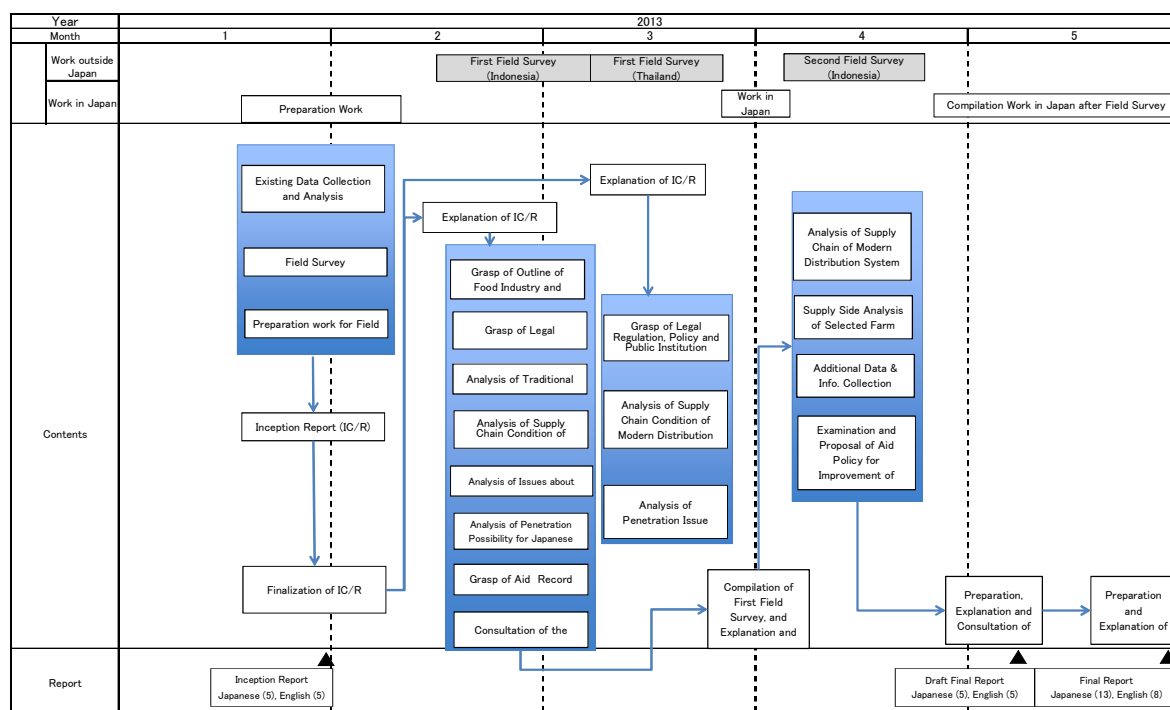 Year
2013
Month
1
2
3
4
5
Work outside
Japan
First Field Survey
(Indonesia)
First Field Survey
(Thailand)
Second Field Survey
(Indonesia)
Work in Japan
Preparation Work
Work in
Japan
Compilation Work in Japan after Field Survey
Contents
Existing Data Collection
and Analysis
Field Survey
Preparation work for Field
Inception Report (IC/R)
Finalization of IC/R
Explanation of IC/R
Grasp of Outline of
Food Industry and
Grasp of Legal
Analysis of Traditional
Analysis of Supply
Chain Condition of
Analysis of Issues about
Analysis of Penetration
Possibility for Japanese
Grasp of Aid Record
Consultation of the
Explanation of IC/R
Grasp of Legal
Regulation, Policy and
Public Institution
Analysis of Supply
Chain Condition of
Modern Distribution
Analysis of
Penetration Issue
Compilation of
First Field
Survey, and
Explanation and
Analysis of Supply
Chain of Modern
Distribution System
Supply Side Analysis
of Selected Farm
Additional Data &
Info. Collection
Examination and
Proposal of Aid
Policy for
Improvement of
Preparation,
Explanation and
Consultation of
Preparation
and
Explanation of
Report
Inception Report
Japanese (5), English (5)
Draft Final Report
Japanese (5), English (5)
Final Report
Japanese (13), English (8)